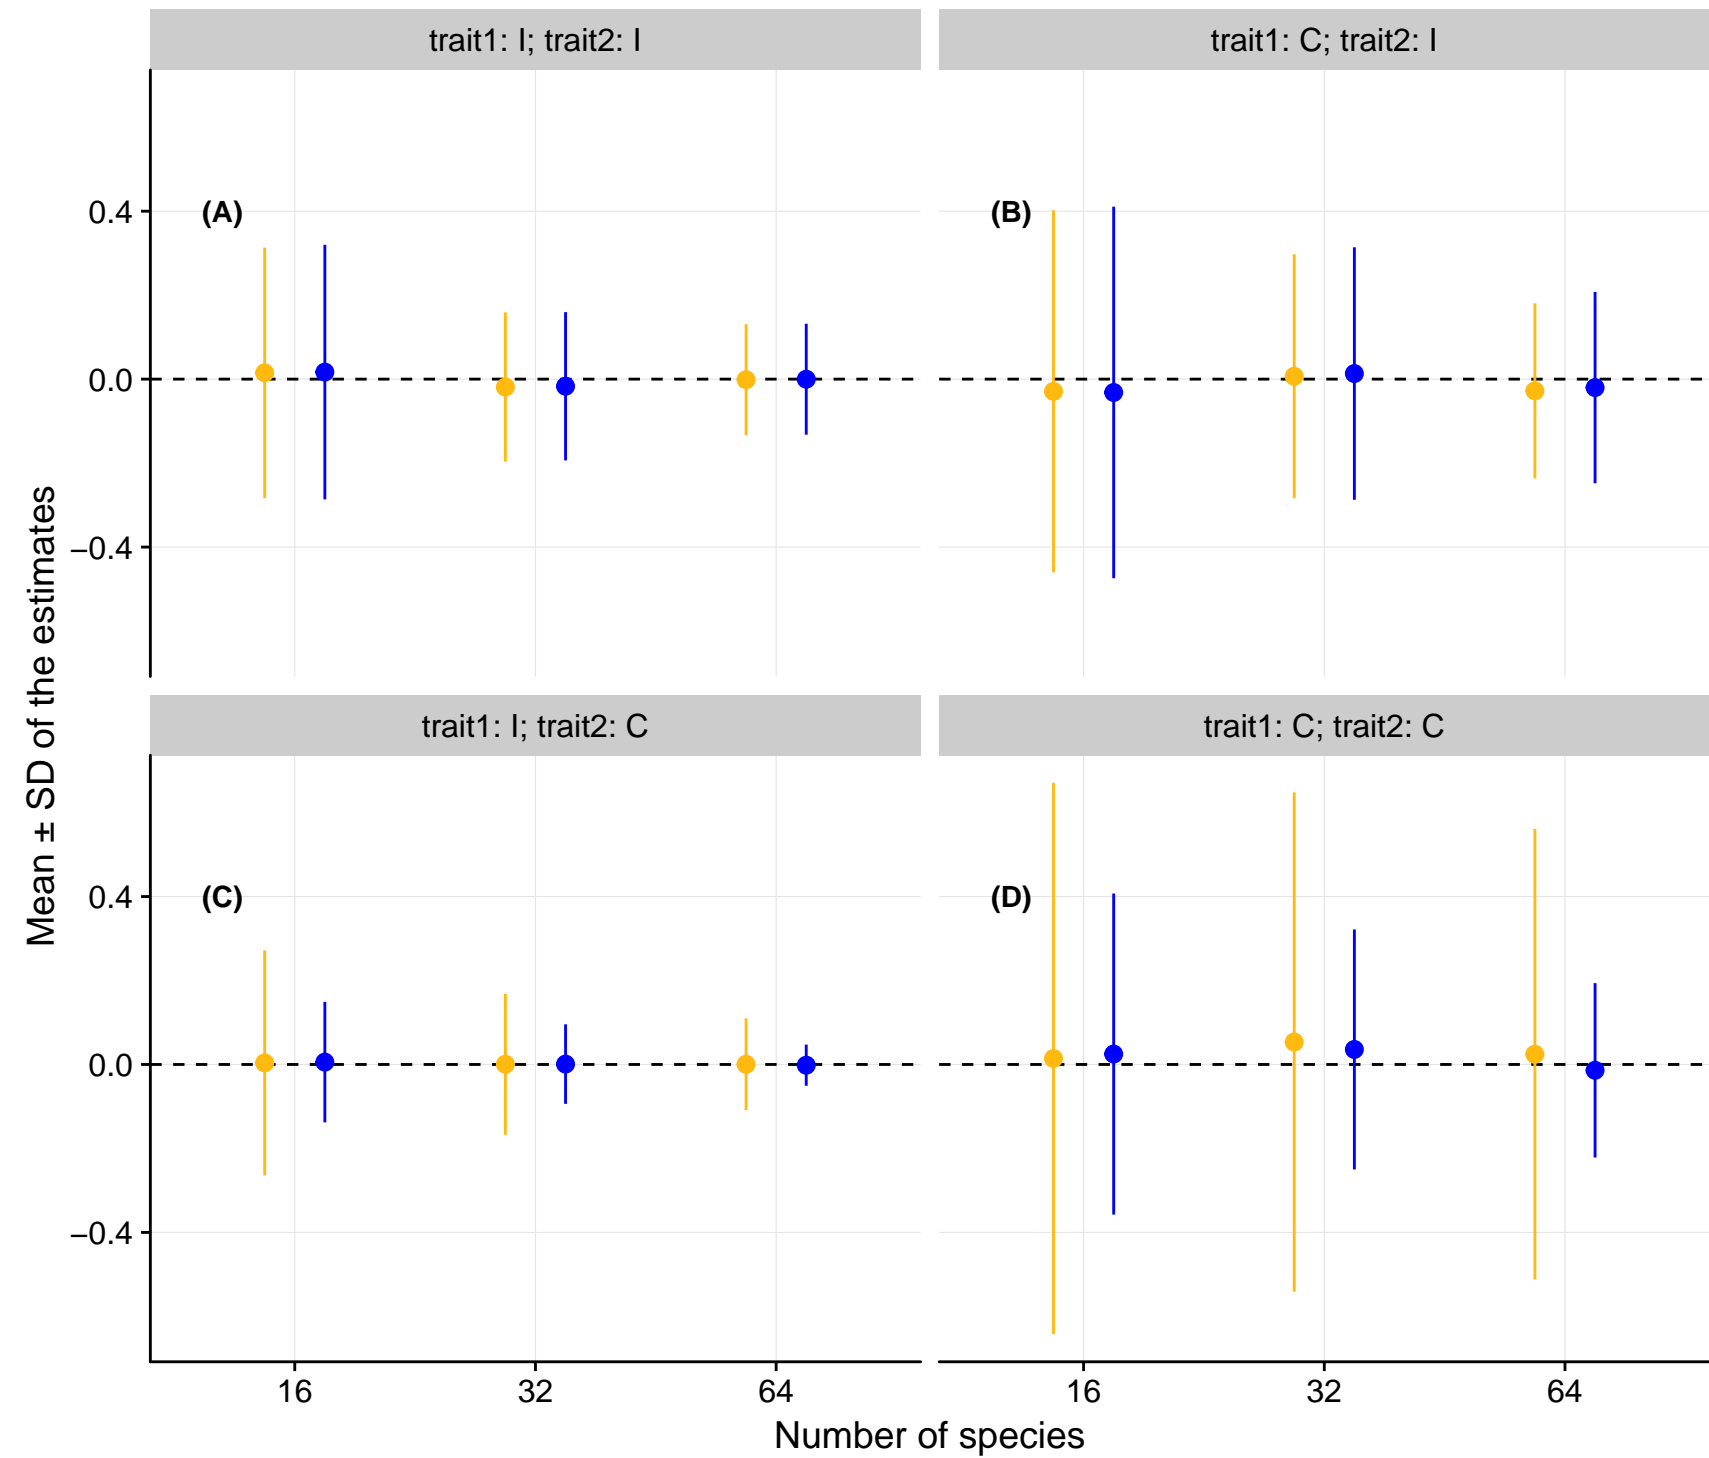 trait1: I; trait2: I
trait1: C; trait2: I
(A)
(B)
0.4
0.0
−0.4
trait1: I; trait2: C
trait1: C; trait2: C
(C)
(D)
0.4
0.0
−0.4
16
32
64
16
32
64
Number of species
Mean ± SD of the estimates